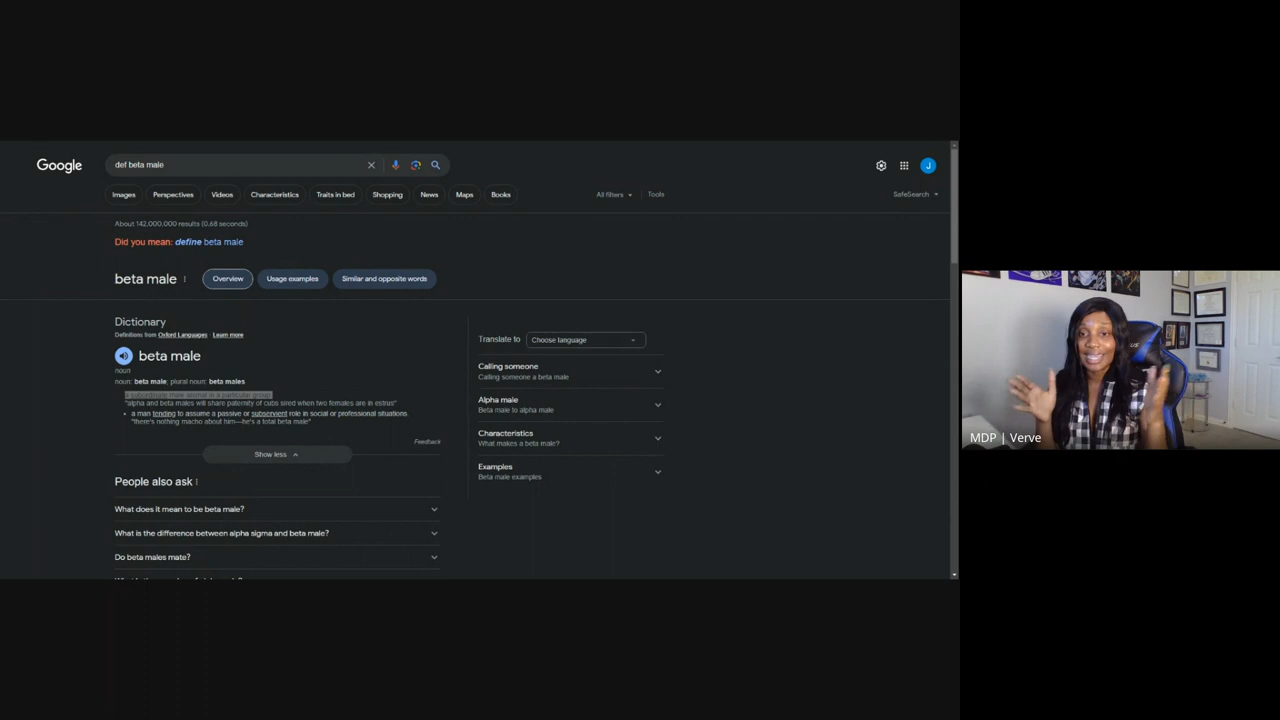 Google
def beta male
J
Images
Perspectives
Videos
Characteristics
Traits in bed
Shopping
News
Maps
Books
All filters
Tools
SafeSearch
About 142,000,000 results (0.68 seconds)
Did you mean: define beta male
beta male
Overview
Usage examples
Similar and opposite words
Dictionary
Definitions from Oxford Languages Learn more
beta male
noun
noun: beta male; plural noun: beta males
a subordinate male animal in a particular group.
"alpha and beta males will share paternity of cubs sired when two females are in estrus"
• a man tending to assume a passive or subservient role in social or professional situations.
"there's nothing macho about him—he's a total beta male"
Feedback
Show less
Translate to
Choose language
Calling someone
Calling someone a beta male
Alpha male
Beta male to alpha male
Characteristics
What makes a beta male?
Examples
Beta male examples
People also ask
What does it mean to be beta male?
What is the difference between alpha sigma and beta male?
Do beta males mate?
MDP | Verve